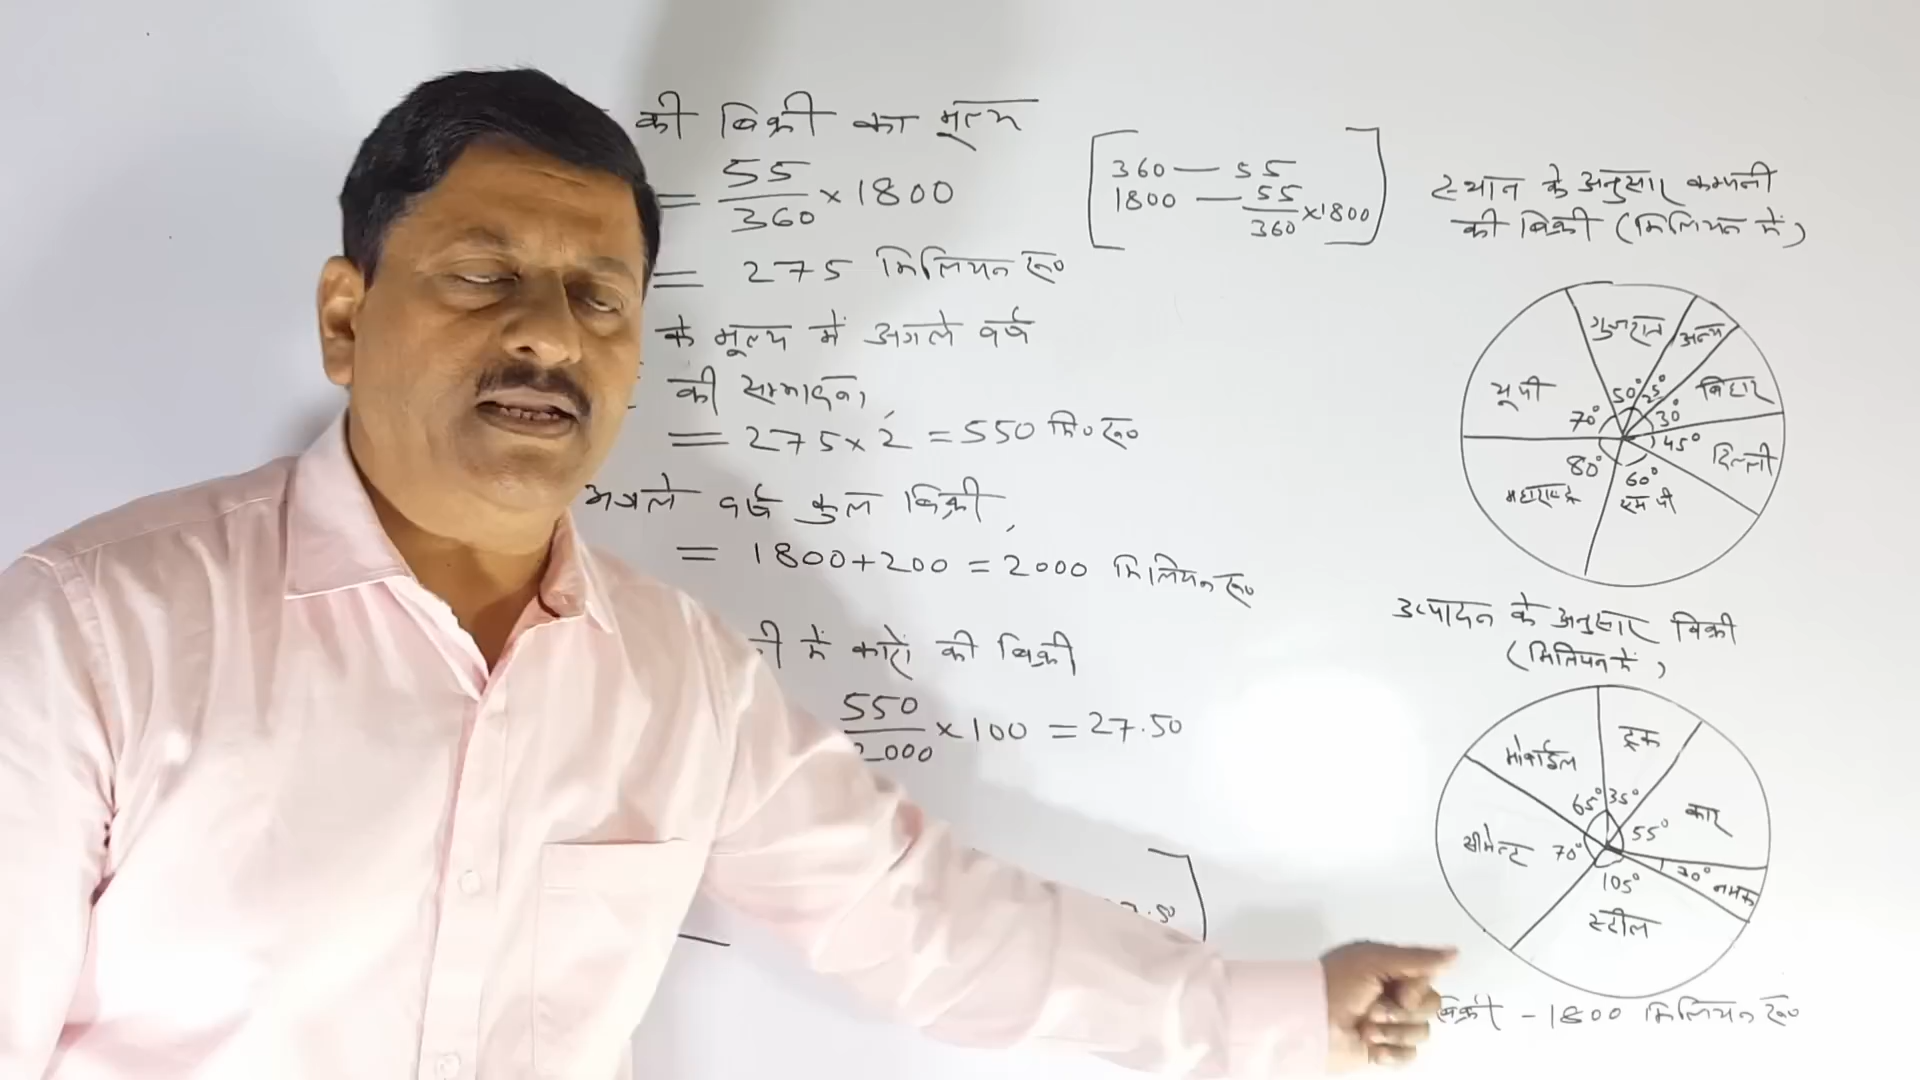 की बिक्री का मूल्य
= 55/360 × 1800
= 275 मिलियन रू०
के मूल्य में अगले वर्ष
की सम्भावना,
= 275 × 2 = 550 मि० रू०
अगले वर्ष कुल बिक्री,
= 1800 + 200 = 2000 मिलियन रू०
में कारों की बिक्री
550/2000 × 100 = 27.50
[360 — 55
1800 — 55/360 × 1800]
स्थान के अनुसार कम्पनी
की बिक्री (मिलियन में)
गुजरात
अन्य
यू पी
बिहार
50° 25°
70° 30°
45°
दिल्ली
80°
60°
महाराष्ट्र
एम पी
उत्पादन के अनुसार बिक्री
(मिलियन में)
ट्रक
मोबाईल
65° 35°
कार
55°
सीमेन्ट 70°
30° नमक
105°
स्टील
बिक्री – 1800 मिलियन रू०